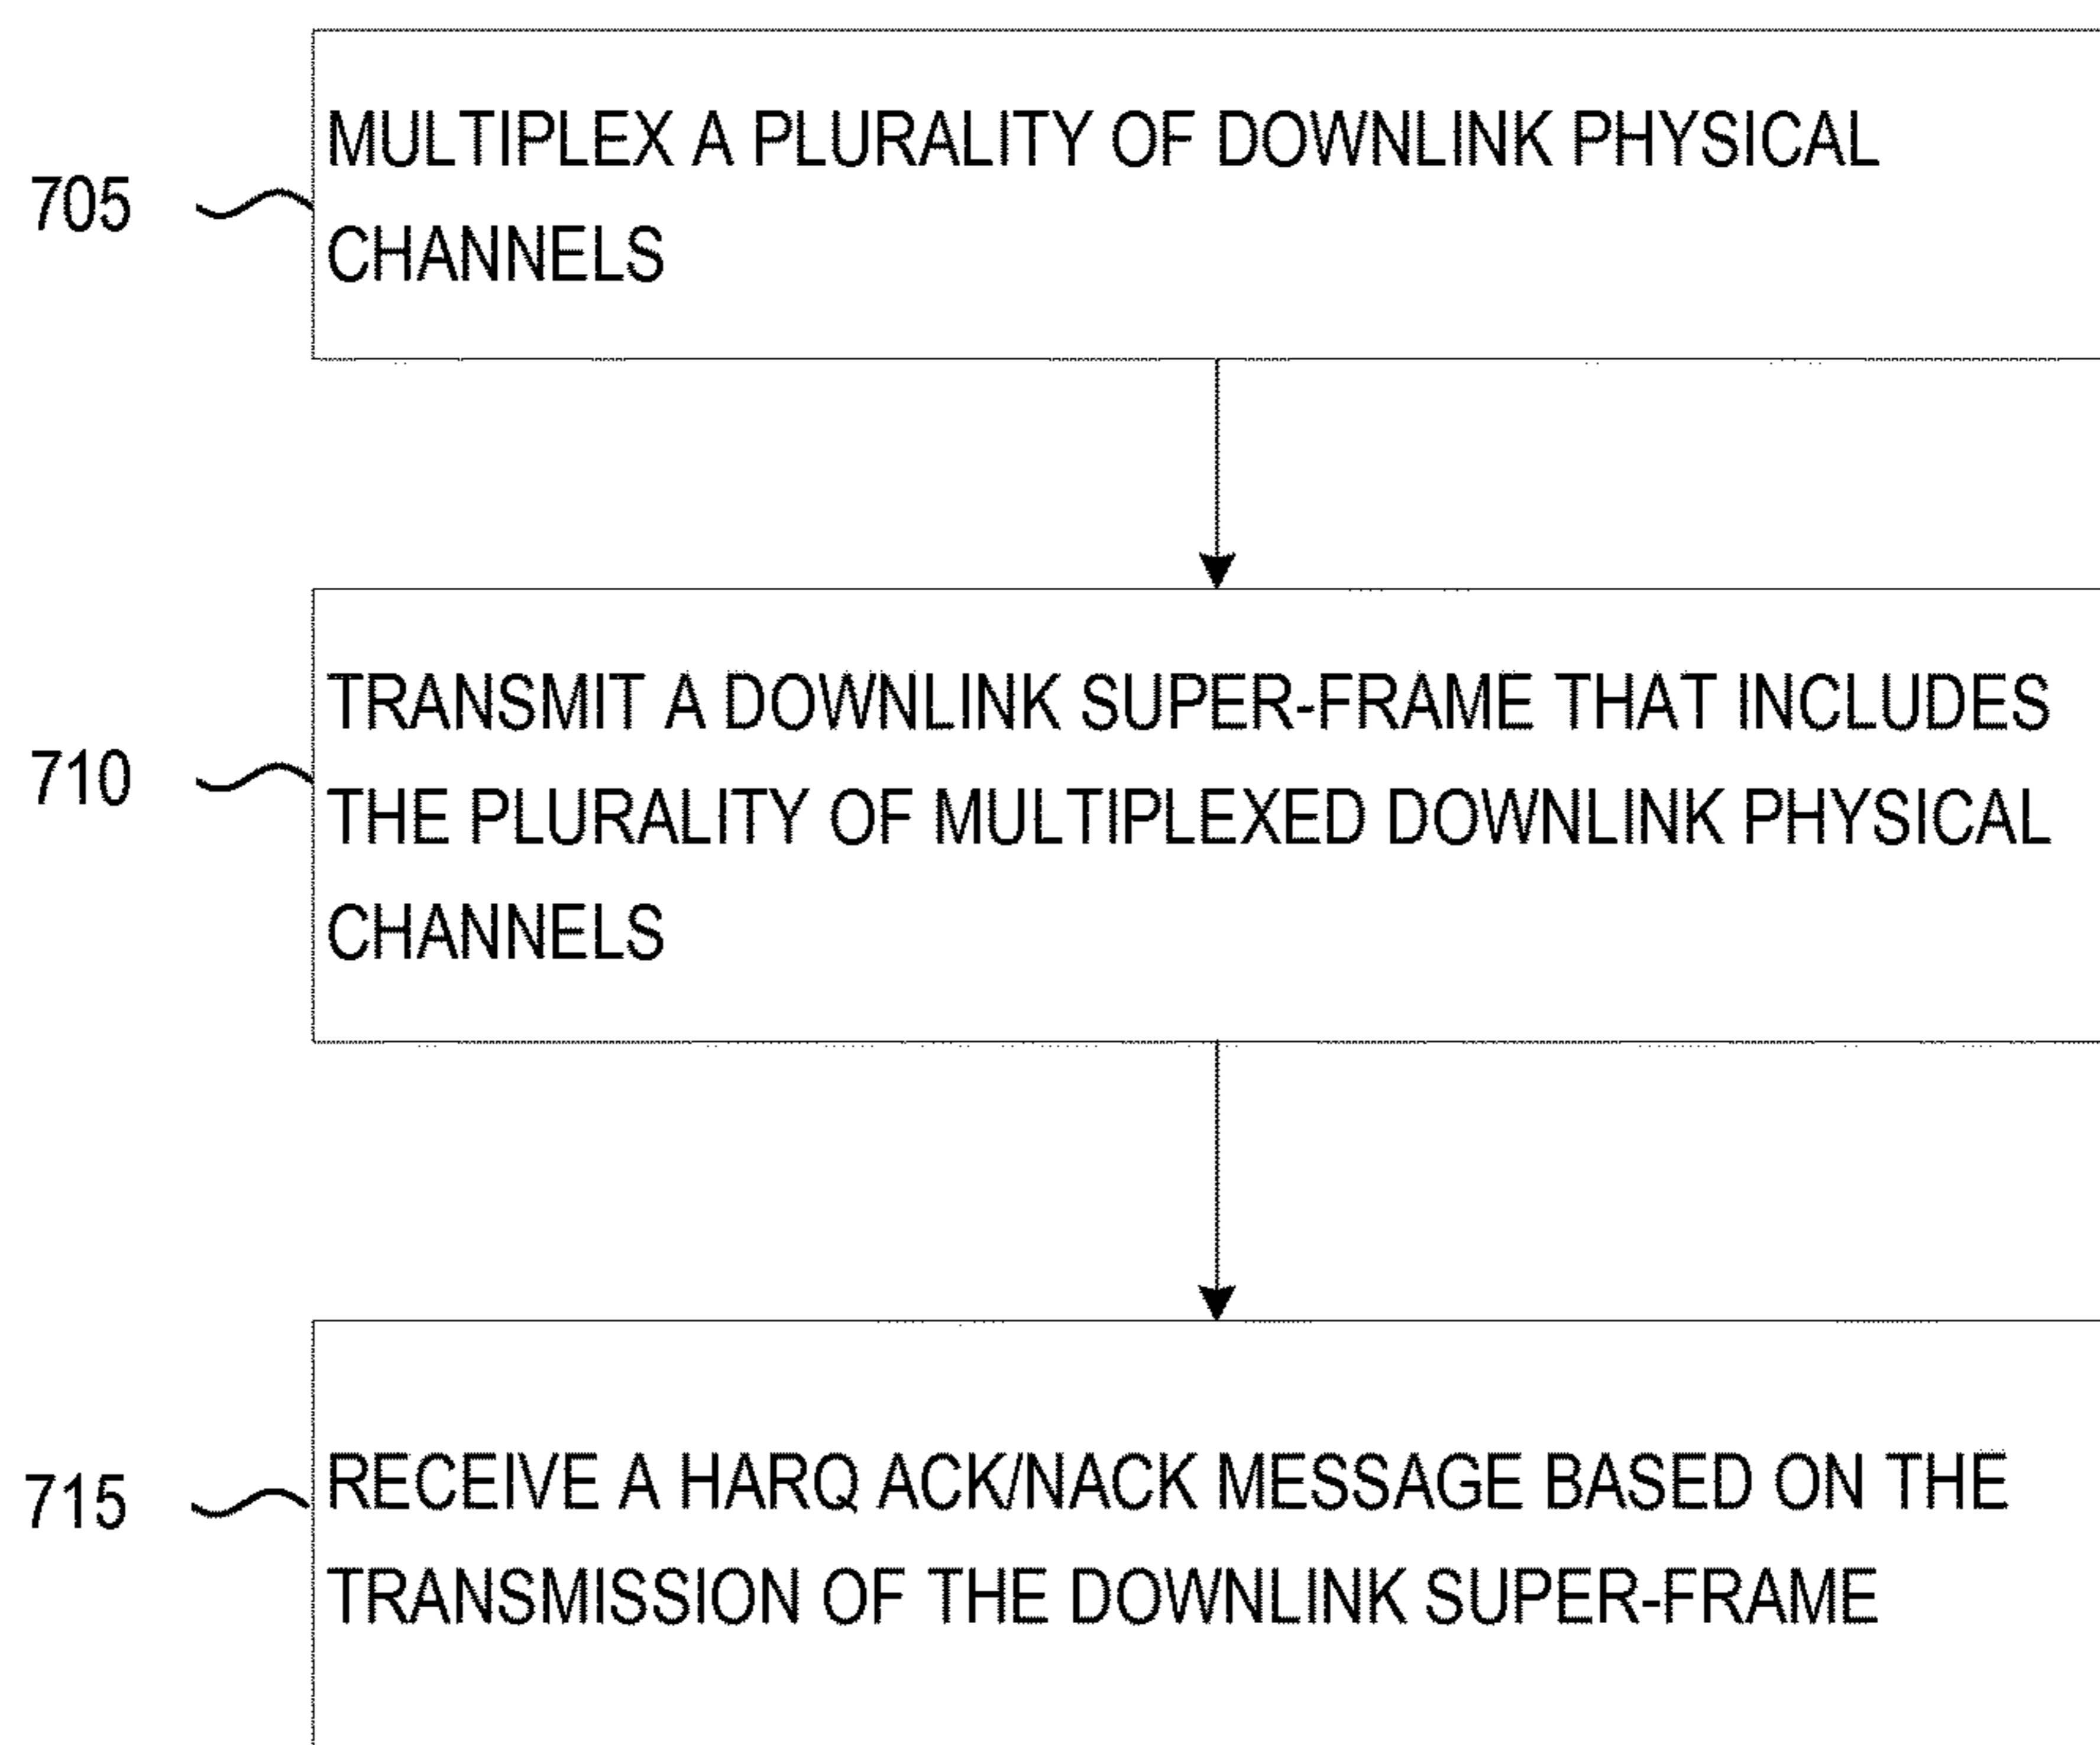 705
MULTIPLEX A PLURALITY OF DOWNLINK PHYSICAL
CHANNELS
710
TRANSMIT A DOWNLINK SUPER-FRAME THAT INCLUDES
THE PLURALITY OF MULTIPLEXED DOWNLINK PHYSICAL
CHANNELS
715
RECEIVE A HARQ ACK/NACK MESSAGE BASED ON THE
TRANSMISSION OF THE DOWNLINK SUPER-FRAME